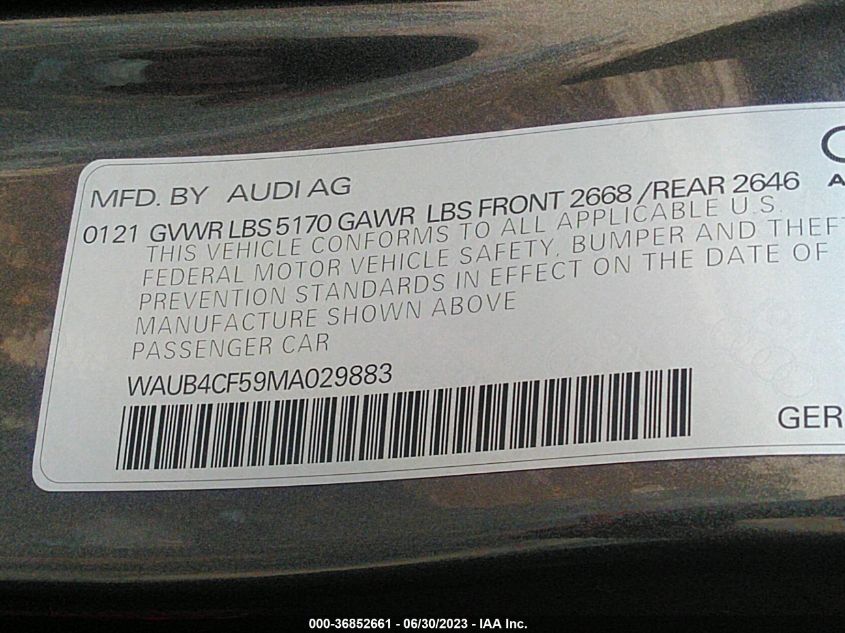 MFD. BY AUDI AG
0121 GVWR LBS 5170 GAWR LBS FRONT 2668 /REAR 2646
THIS VEHICLE CONFORMS TO ALL APPLICABLE U.S.
FEDERAL MOTOR VEHICLE SAFETY, BUMPER AND THEFT
PREVENTION STANDARDS IN EFFECT ON THE DATE OF
MANUFACTURE SHOWN ABOVE
PASSENGER CAR
WAUB4CF59MA029883
GER
000-36852661 - 06/30/2023 - IAA Inc.